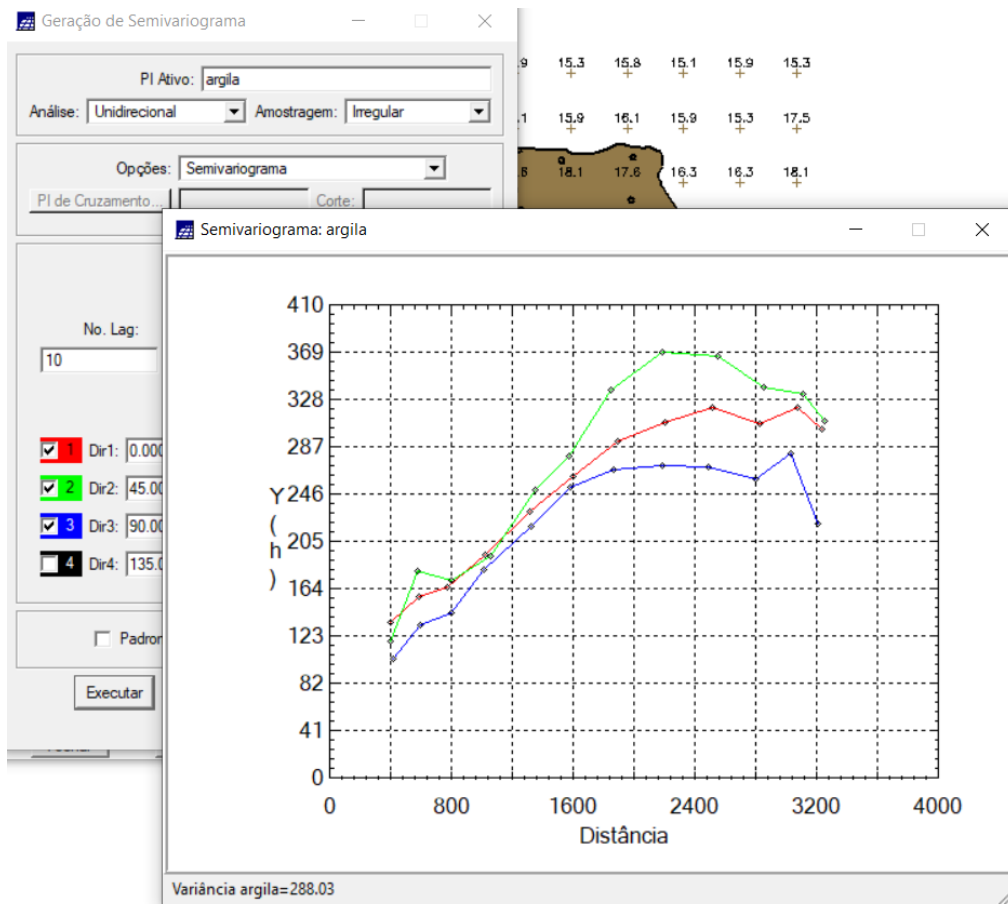 Geração de Semivariograma
PI Ativo: argila
Análise: Unidirecional Amostragem: Irregular
Opções: Semivariograma
PI de Cruzamento... Corte:
No. Lag:
10
1 Dir1: 0.000
2 Dir2: 45.00
3 Dir3: 90.00
4 Dir4: 135.0
Executar
.9 15.3 15.8 15.1 15.9 15.3
.1 15.9 16.1 15.9 15.3 17.5
18.1 17.6 16.3 16.3 18.1
Semivariograma: argila
410
369
328
287
246
205
164
123
82
41
0
Y
(
h
)
0 800 1600 2400 3200 4000
Distância
Variância argila=288.03